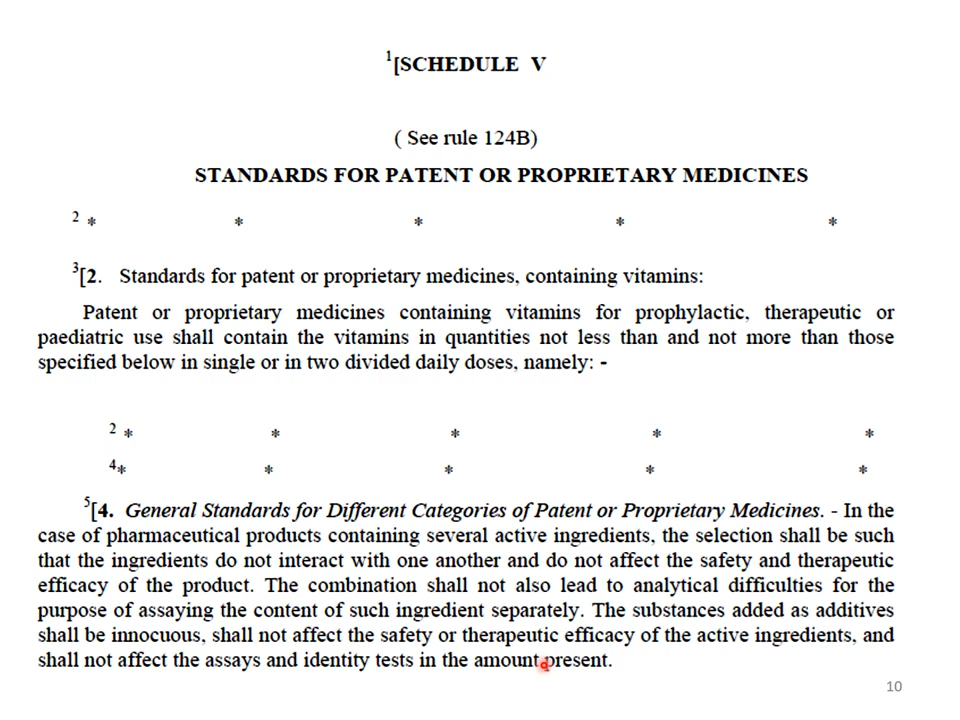 1[SCHEDULE V
( See rule 124B)
STANDARDS FOR PATENT OR PROPRIETARY MEDICINES
2 * * * * *
3[2. Standards for patent or proprietary medicines, containing vitamins:
Patent or proprietary medicines containing vitamins for prophylactic, therapeutic or
paediatric use shall contain the vitamins in quantities not less than and not more than those
specified below in single or in two divided daily doses, namely: -
2 * * * * *
4* * * * *
5[4. General Standards for Different Categories of Patent or Proprietary Medicines. - In the
case of pharmaceutical products containing several active ingredients, the selection shall be such
that the ingredients do not interact with one another and do not affect the safety and therapeutic
efficacy of the product. The combination shall not also lead to analytical difficulties for the
purpose of assaying the content of such ingredient separately. The substances added as additives
shall be innocuous, shall not affect the safety or therapeutic efficacy of the active ingredients, and
shall not affect the assays and identity tests in the amount present.
10